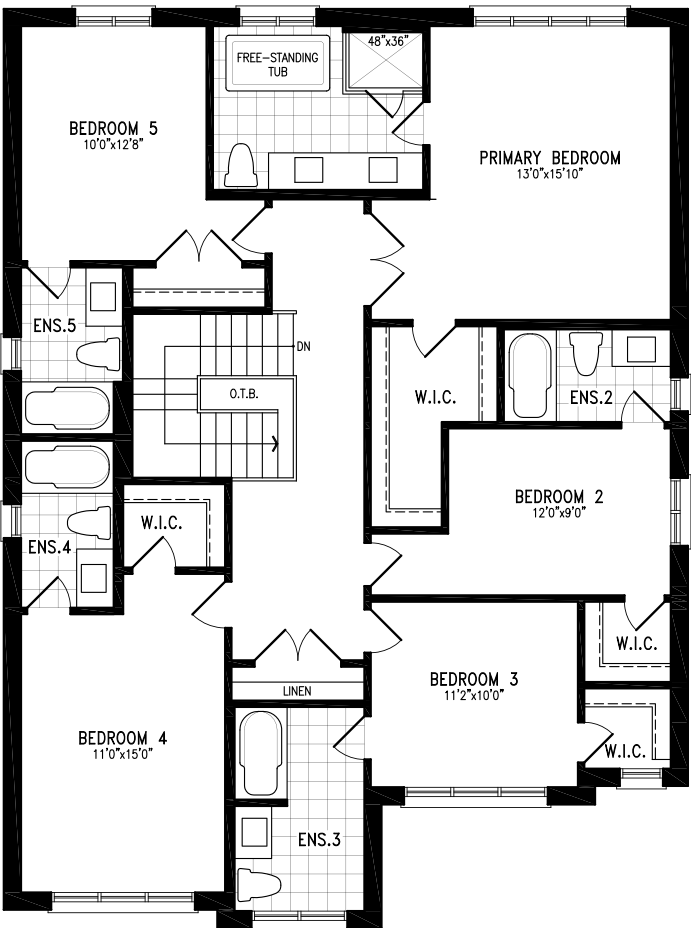 48"x36"
FREE-STANDING
TUB
BEDROOM 5
10'0"x12'8"
PRIMARY BEDROOM
13'0"x15'10"
ENS.5
DN
O.T.B.
W.I.C.
ENS.2
BEDROOM 2
12'0"x9'0"
W.I.C.
ENS.4
W.I.C.
BEDROOM 3
11'2"x10'0"
LINEN
BEDROOM 4
11'0"x15'0"
W.I.C.
ENS.3